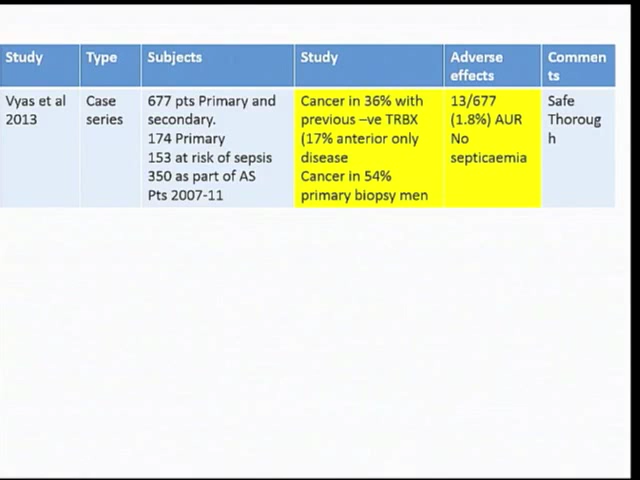 Study
Type
Subjects
Study
Adverse
effects
Commen
ts
Vyas et al
2013
Case
series
677 pts Primary and
secondary.
174 Primary
153 at risk of sepsis
350 as part of AS
Pts 2007-11
Cancer in 36% with
previous –ve TRBX
(17% anterior only
disease
Cancer in 54%
primary biopsy men
13/677
(1.8%) AUR
No
septicaemia
Safe
Thoroug
h